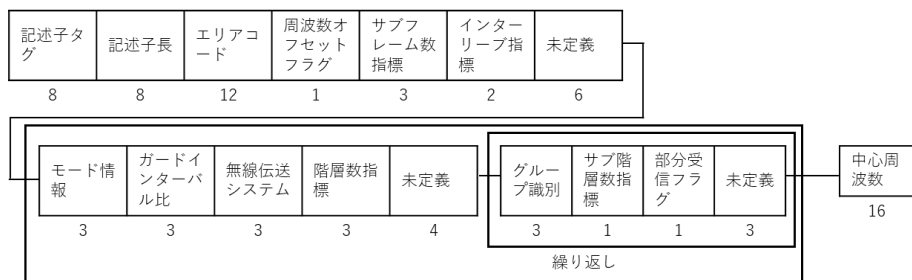 記述子タ
グ
記述子長
エリアコ
ード
周波数オ
フセット
フラグ
サブフ
レーム数
指標
インター
リーブ指
標
未定義
8
8
12
1
3
2
6
モード情
報
ガードイ
ンターバ
ル比
無線伝送
システム
階層数指
標
未定義
グルー
プ識別
サブ階
層数指
標
部分受
信フラ
グ
未定義
中心周
波数
3
3
3
3
4
3
1
1
3
16
繰り返し